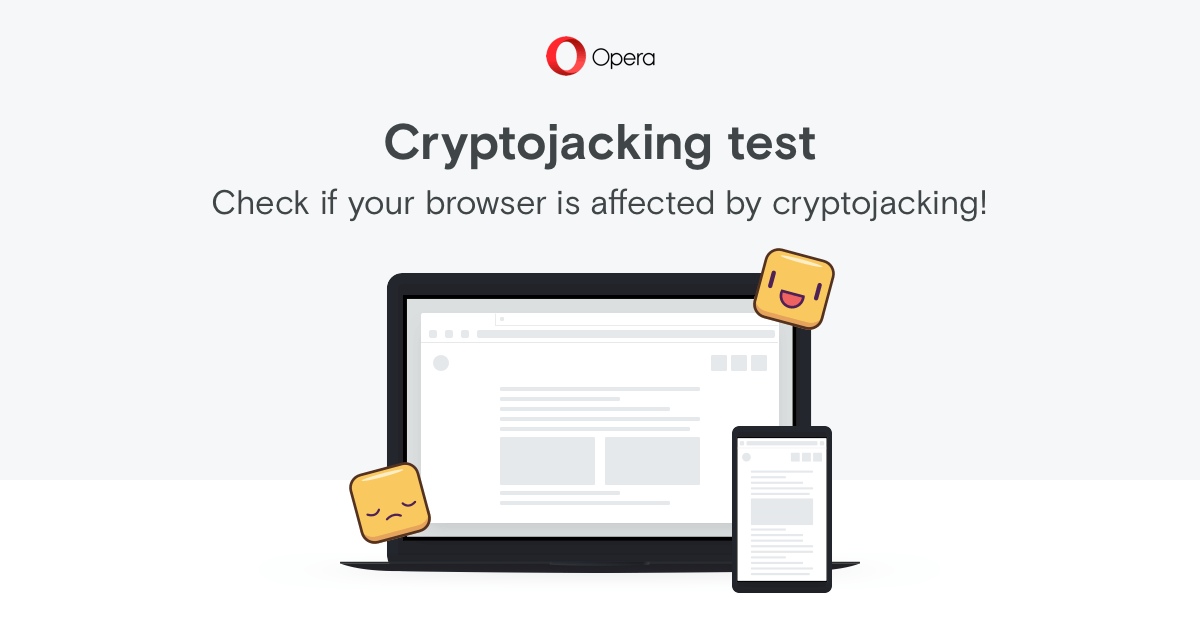 Opera
Cryptojacking test
Check if your browser is affected by cryptojacking!